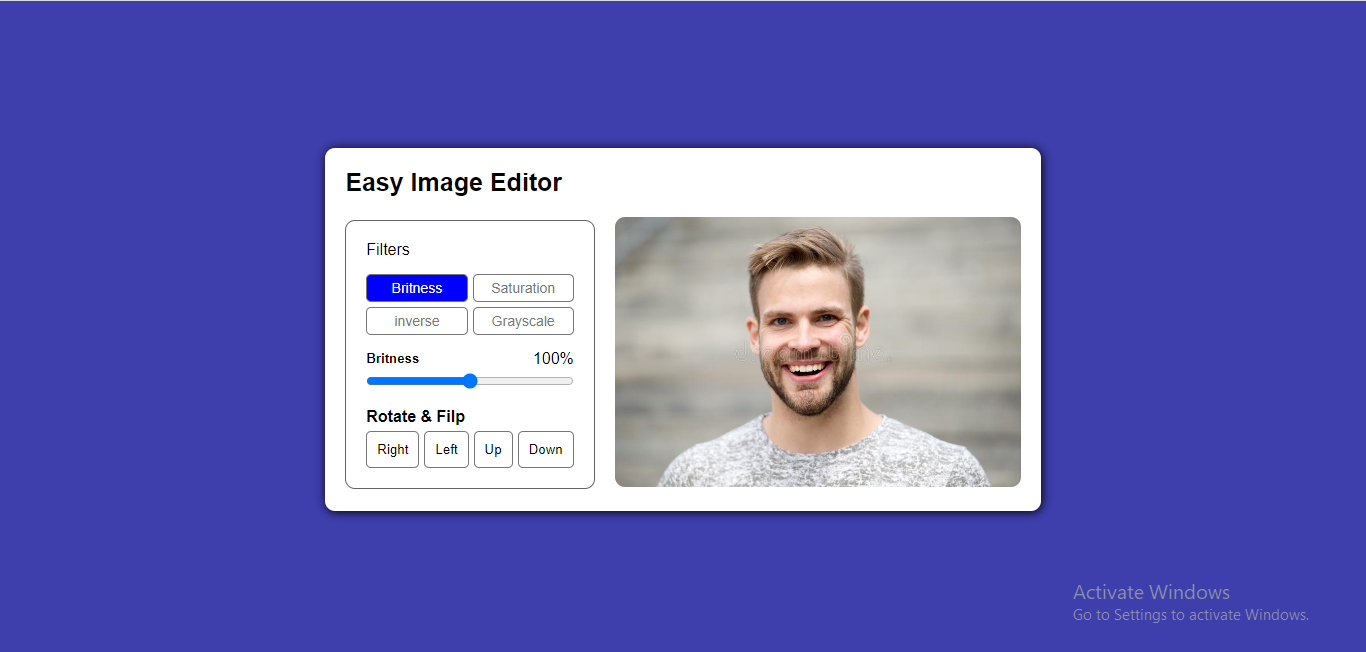 Easy Image Editor
Filters
Britness Saturation
inverse Grayscale
Britness 100%
Rotate & Filp
Right Left Up Down
Activate Windows
Go to Settings to activate Windows.